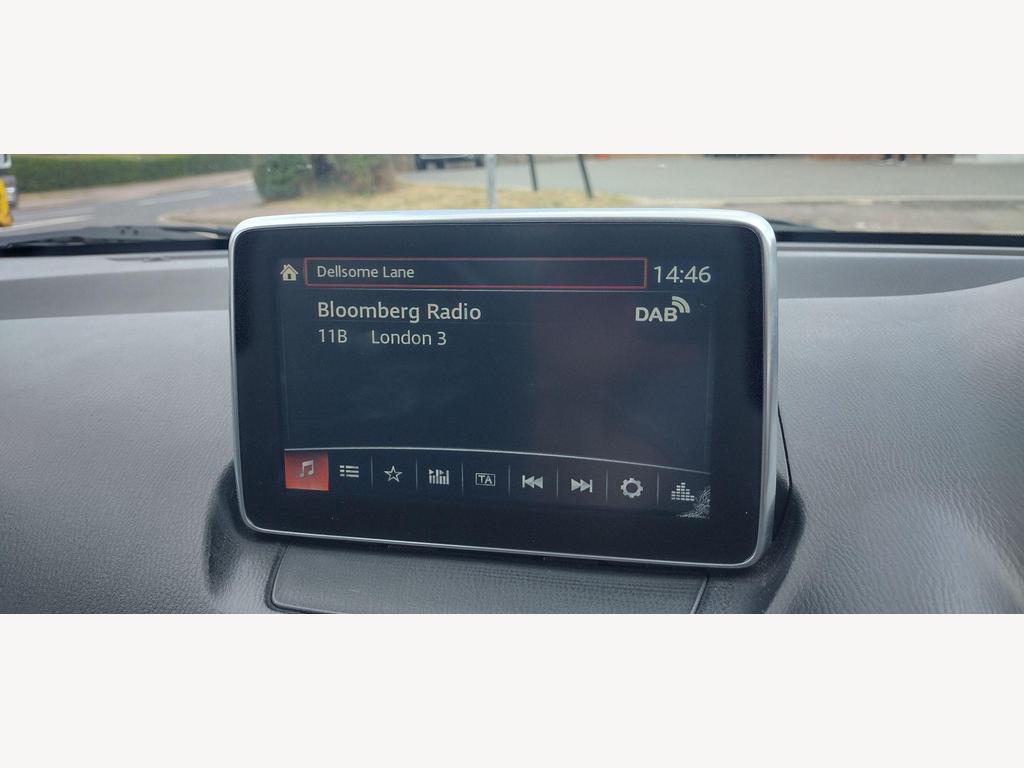 Dellsome Lane 14:46
Bloomberg Radio DAB
11B London 3
TA